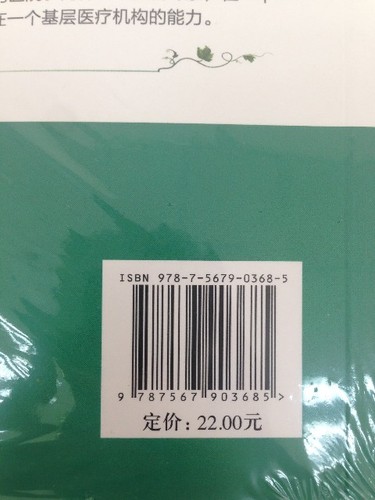 在一个基层医疗机构的能力。
ISBN 978-7-5679-0368-5
9 787567 903685 >
定价: 22.00元